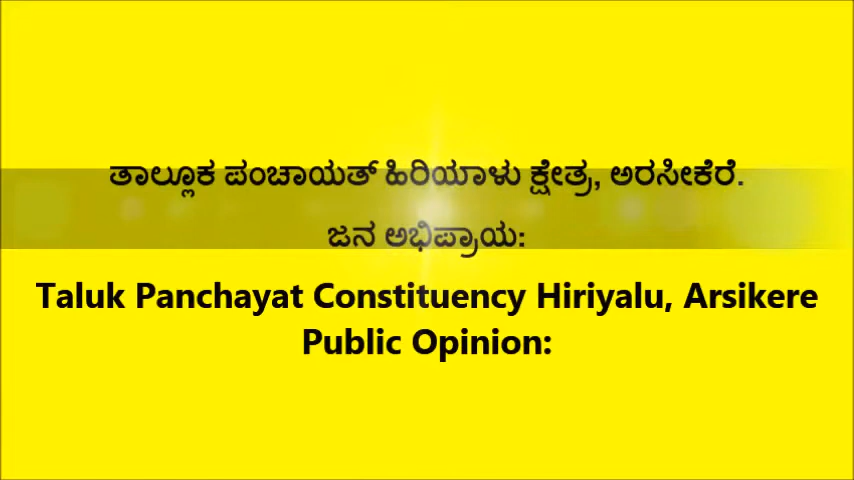 ತಾಲ್ಲೂಕ ಪಂಚಾಯತ್ ಹಿರಿಯಾಳು ಕ್ಷೇತ್ರ, ಅರಸೀಕೆರೆ.
ಜನ ಅಭಿಪ್ರಾಯ:
Taluk Panchayat Constituency Hiriyalu, Arsikere
Public Opinion: